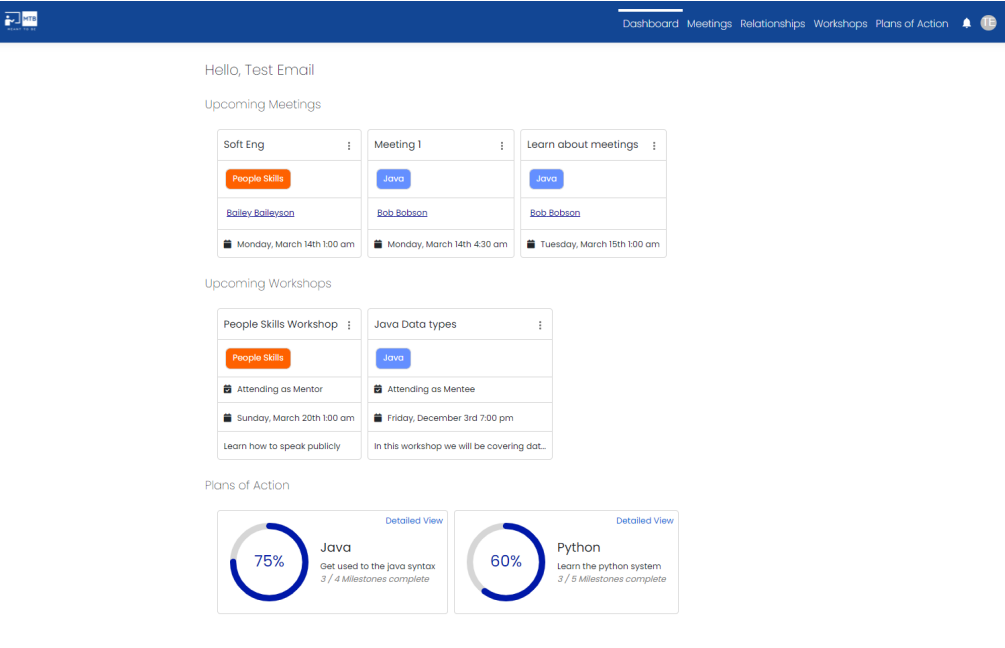 MTB
MEANT TO BE
Dashboard Meetings Relationships Workshops Plans of Action
TE
Hello, Test Email
Upcoming Meetings
Soft Eng
People Skills
Bailey Baileyson
Monday, March 14th 1:00 am
Meeting 1
Java
Bob Bobson
Monday, March 14th 4:30 am
Learn about meetings
Java
Bob Bobson
Tuesday, March 15th 1:00 am
Upcoming Workshops
People Skills Workshop
People Skills
Attending as Mentor
Sunday, March 20th 1:00 am
Learn how to speak publicly
Java Data types
Java
Attending as Mentee
Friday, December 3rd 7:00 pm
In this workshop we will be covering dat...
Plans of Action
Detailed View
75%
Java
Get used to the java syntax
3 / 4 Milestones complete
Detailed View
60%
Python
Learn the python system
3 / 5 Milestones complete